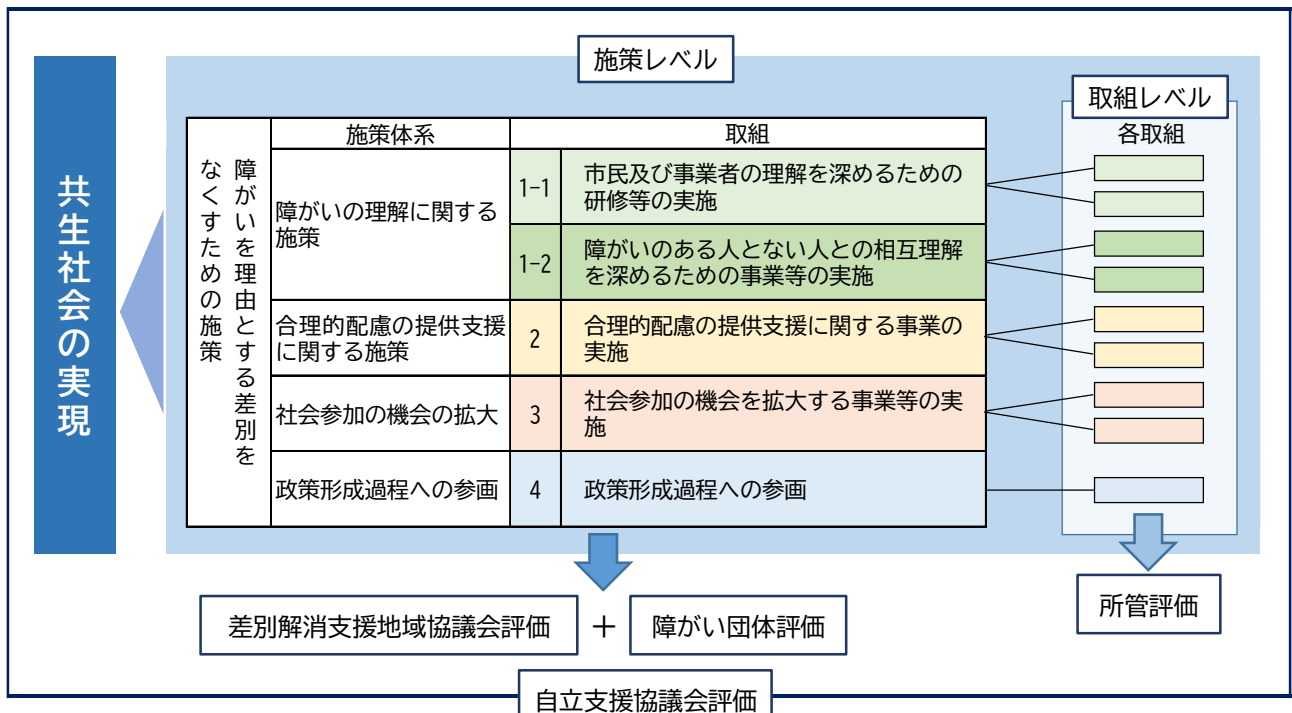 施策レベル
取組レベル
共生社会の実現
障がいを理由とする差別を
なくすための施策
施策体系
取組
各取組
障がいの理解に関する
施策
1-1
市民及び事業者の理解を深めるための
研修等の実施
1-2
障がいのある人とない人との相互理解
を深めるための事業等の実施
合理的配慮の提供支援
に関する施策
2
合理的配慮の提供支援に関する事業の
実施
社会参加の機会の拡大
3
社会参加の機会を拡大する事業等の実
施
政策形成過程への参画
4
政策形成過程への参画
差別解消支援地域協議会評価
+
障がい団体評価
所管評価
自立支援協議会評価